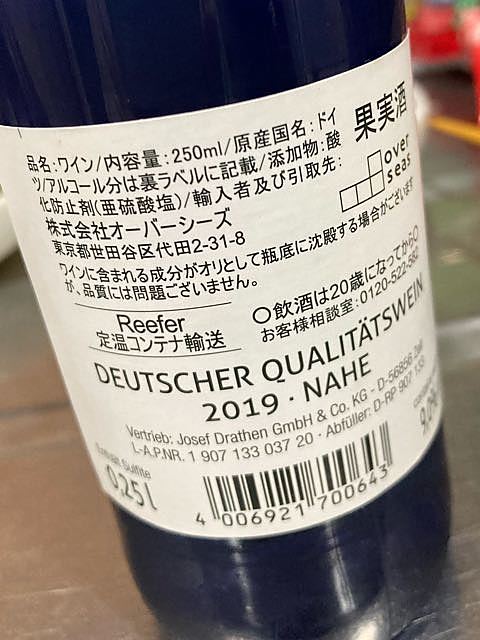 果実酒
品名:ワイン/内容量:250ml/原産国名:ドイ
ツ/アルコール分は裏ラベルに記載/添加物:酸
化防止剤(亜硫酸塩)/輸入者及び引取先:
株式会社オーバーシーズ
東京都世田谷区代田2-31-8
over
seas
ワインに含まれる成分がオリとして瓶底に沈殿する場合がございます
が、品質には問題ございません。
Reefer
定温コンテナ輸送
〇飲酒は20歳になってから〇
お客様相談室:0120-522-582
DEUTSCHER QUALITÄTSWEIN
2019 · NAHE
Vertrieb: Josef Drathen GmbH & Co. KG - D-56856 Zell
L-A.P.NR. 1 907 133 037 20 · Abfüller: D-RP 907 133
Enthält Sulfite
0,25l
4 006921 700643